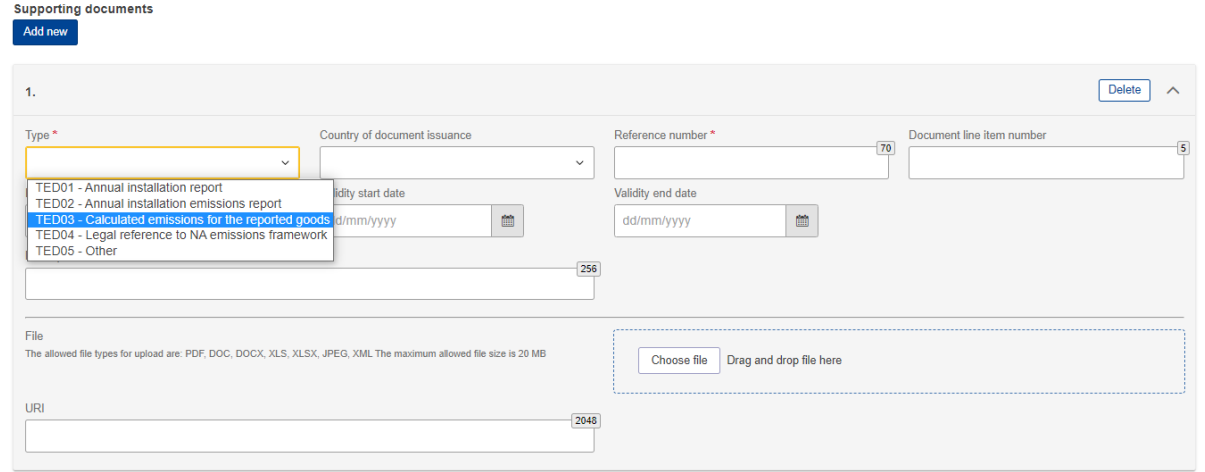 Supporting documents
Add new
1.
Delete
Type *
Country of document issuance
Reference number *
Document line item number
70
5
TED01 - Annual installation report
TED02 - Annual installation emissions report
TED03 - Calculated emissions for the reported goods
TED04 - Legal reference to NA emissions framework
TED05 - Other
idity start date
Validity end date
d/mm/yyyy
dd/mm/yyyy
256
File
The allowed file types for upload are: PDF, DOC, DOCX, XLS, XLSX, JPEG, XML The maximum allowed file size is 20 MB
Choose file
Drag and drop file here
URI
2048